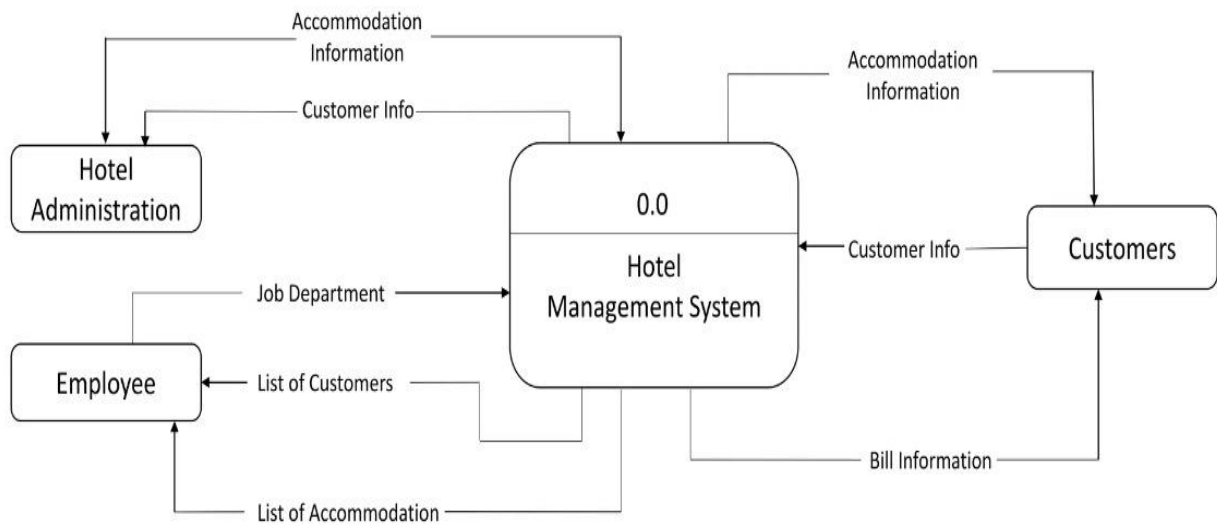 Accommodation
Information
Accommodation
Information
Customer Info
Hotel
Administration
0.0
Hotel
Management System
Customer Info
Customers
Job Department
Employee
List of Customers
Bill Information
List of Accommodation